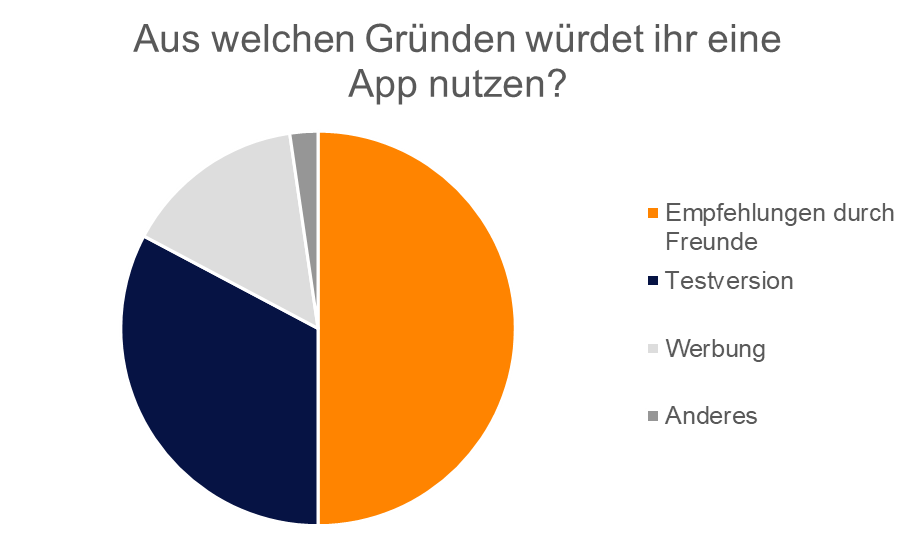 Aus welchen Gründen würdet ihr eine
App nutzen?
Empfehlungen durch
Freunde
Testversion
Werbung
Anderes